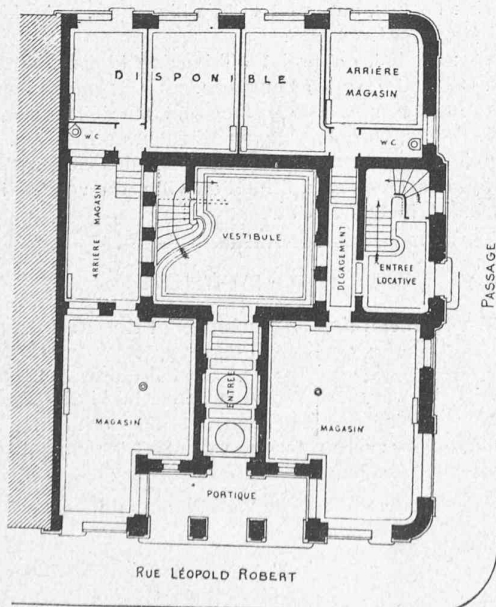 DISPONIBLE
ARRIÈRE
MAGASIN
W.C.
W.C.
ARRIÈRE MAGASIN
VESTIBULE
DÉGAGEMENT
ENTRÉE
LOCATIVE
PASSAGE
ENTRÉE
MAGASIN
MAGASIN
PORTIQUE
RUE LÉOPOLD ROBERT